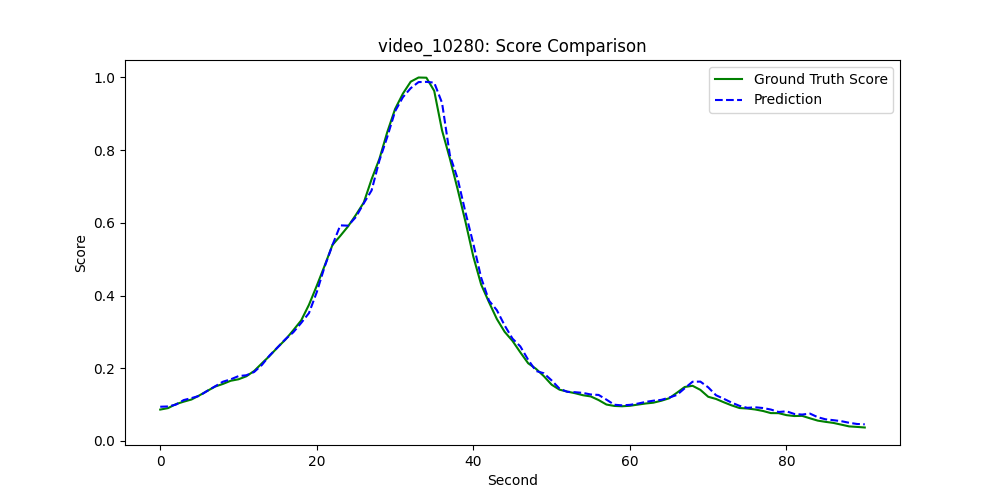 video_10280: Score Comparison
Ground Truth Score
Prediction
1.0
0.8
0.6
0.4
0.2
0.0
Score
0 20 40 60 80
Second